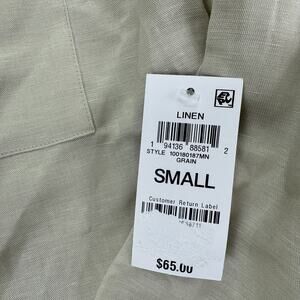 LINEN
1 94136 88581 2
STYLE 100180187MN
GRAIN
SMALL
Customer Return Label
$65.00